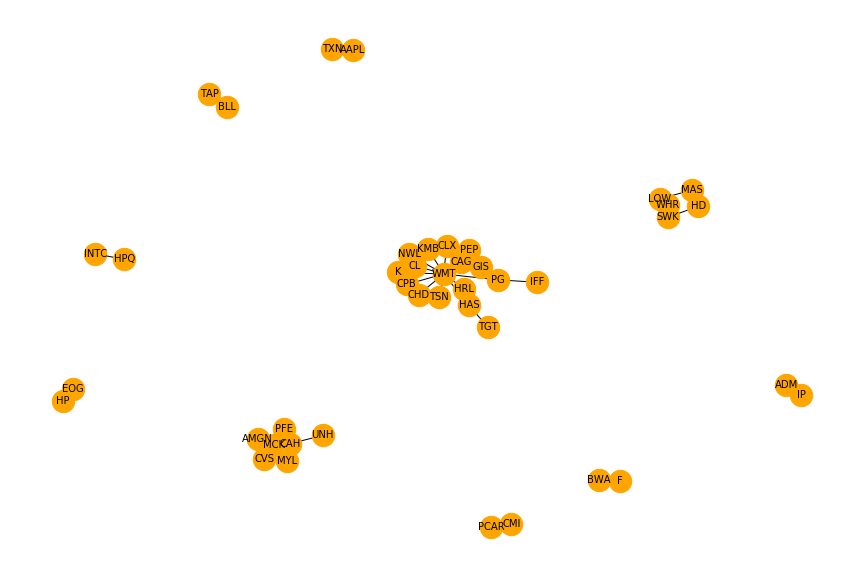 TXN AAPL
TAP
BLL
MAS
LOW
WHR HD
SWK
CLX
KMB PEP
NWL
INTC HPQ
CAG
CL GIS
K WMT
PG IFF
CPB
HRL
CHD TSN
HAS
TGT
ADM
EOG
IP
HP
PFE
UNH
AMGN
MCK CAH
CVS MYL
BWA F
PCAR CMI